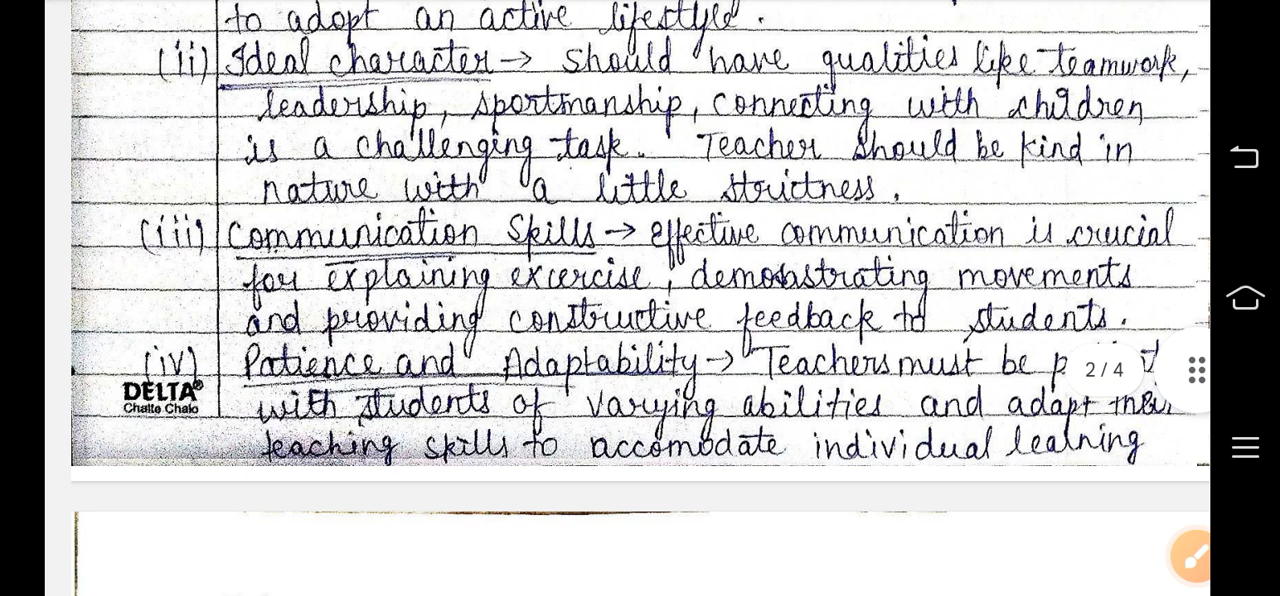 to adopt an active lifestyle.
(ii) Ideal character → should have qualities like teamwork,
leadership, sportmanship, connecting with children
is a challenging task. Teacher should be kind in
nature with a little strictness.
(iii) Communication Skills → effective communication is crucial
for explaining excercise, demonstrating movements
and providing constructive feedback to students.
(iv) Patience and Adaptability → Teachers must be
2/4
DELTA®
Chalte Chalo
with students of varying abilities and adapt their
teaching skills to accomodate individual learning